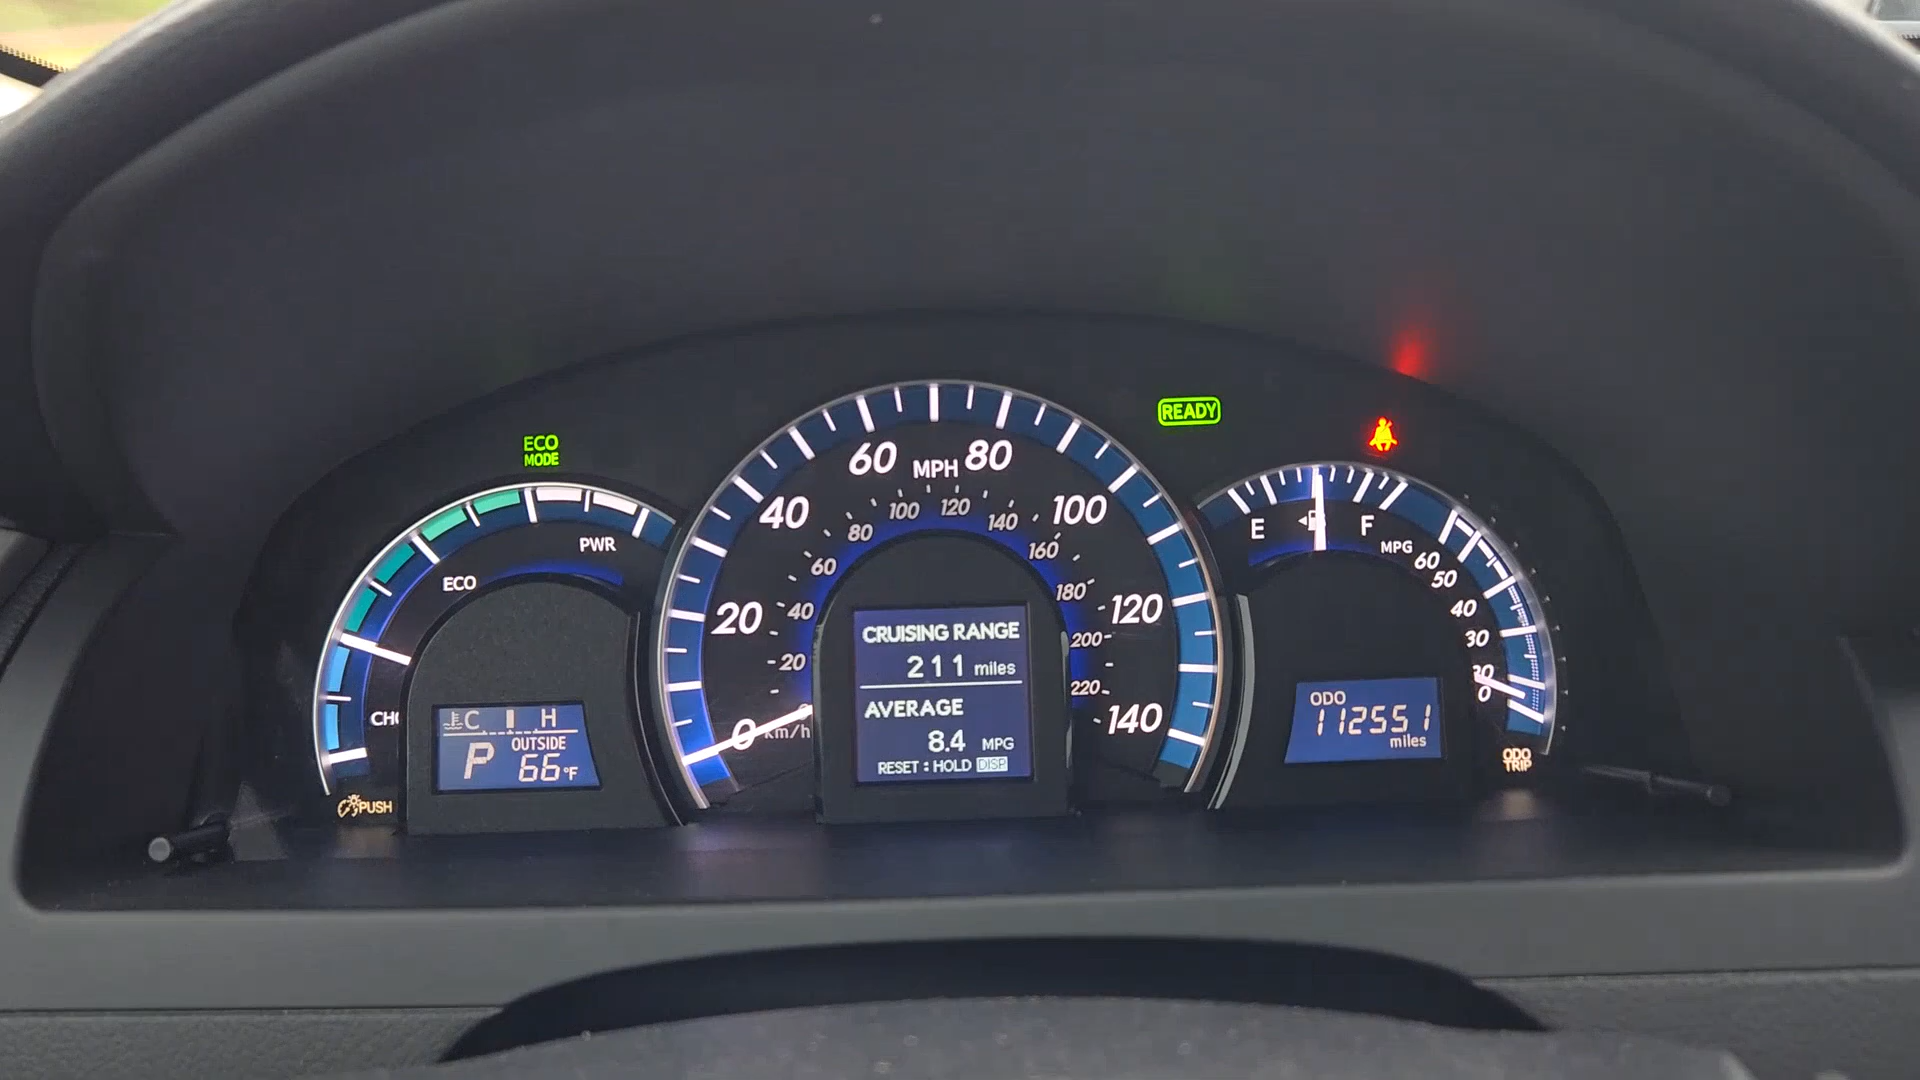 ECO
MODE
READY
PWR
ECO
PUSH
C H
P OUTSIDE
66°F
MPH
0 20 40 60 80 100 120 140
km/h
20 40 60 80 100 120 140 160 180 200 220
CRUISING RANGE
211 miles
AVERAGE
8.4 MPG
RESET : HOLD DISP
E F
MPG
60
50
40
30
0
ODO
112551
miles
ODO
TRIP